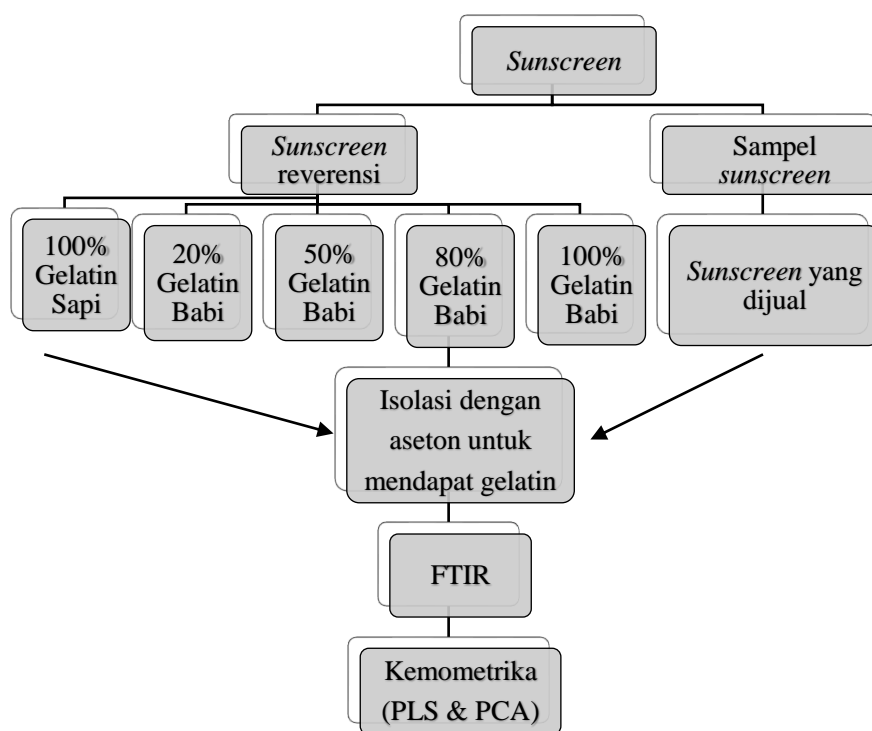 Sunscreen
Sunscreen
reverensi
Sampel
sunscreen
100%
Gelatin
Sapi
20%
Gelatin
Babi
50%
Gelatin
Babi
80%
Gelatin
Babi
100%
Gelatin
Babi
Sunscreen yang
dijual
Isolasi dengan
aseton untuk
mendapat gelatin
FTIR
Kemometrika
(PLS & PCA)